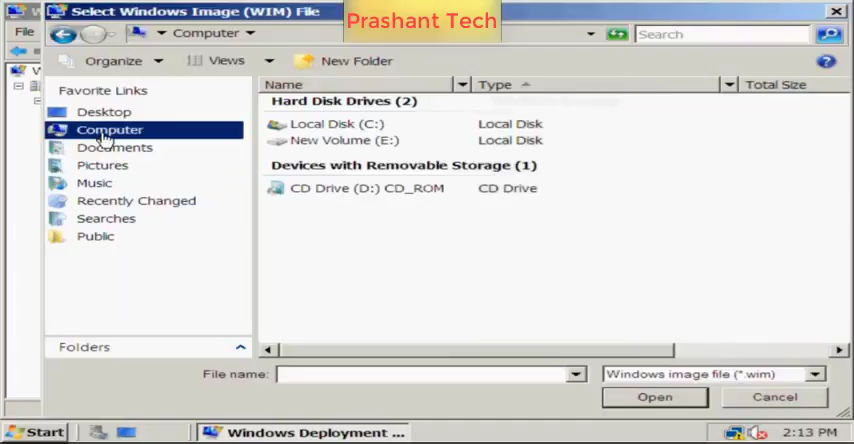 Select Windows Image (WIM) File
Prashant Tech
File
Computer
Search
Organize
Views
New Folder
Favorite Links
Name
Type
Total Size
Desktop
Hard Disk Drives (2)
Computer
Local Disk (C:)
Local Disk
Documents
New Volume (E:)
Local Disk
Pictures
Devices with Removable Storage (1)
Music
CD Drive (D:) CD_ROM
CD Drive
Recently Changed
Searches
Public
Folders
File name:
Windows image file (*.wim)
Open
Cancel
Start
Windows Deployment ...
2:13 PM